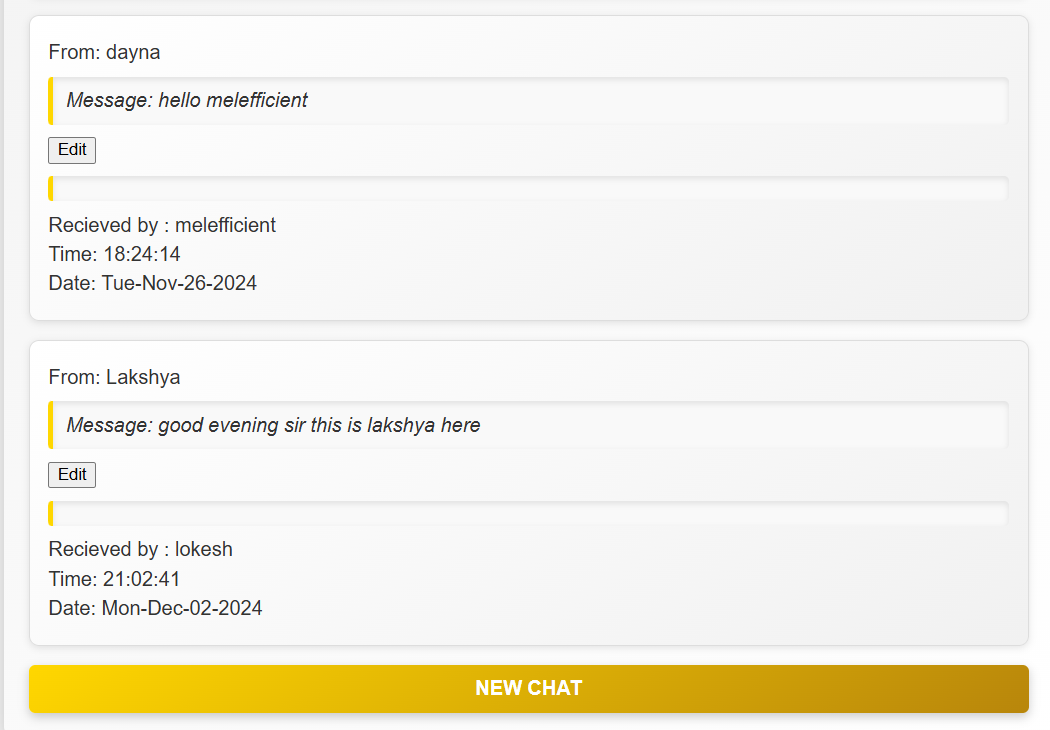 From: dayna
Message: hello melefficient
Edit
Recieved by : melefficient
Time: 18:24:14
Date: Tue-Nov-26-2024
From: Lakshya
Message: good evening sir this is lakshya here
Edit
Recieved by : lokesh
Time: 21:02:41
Date: Mon-Dec-02-2024
NEW CHAT